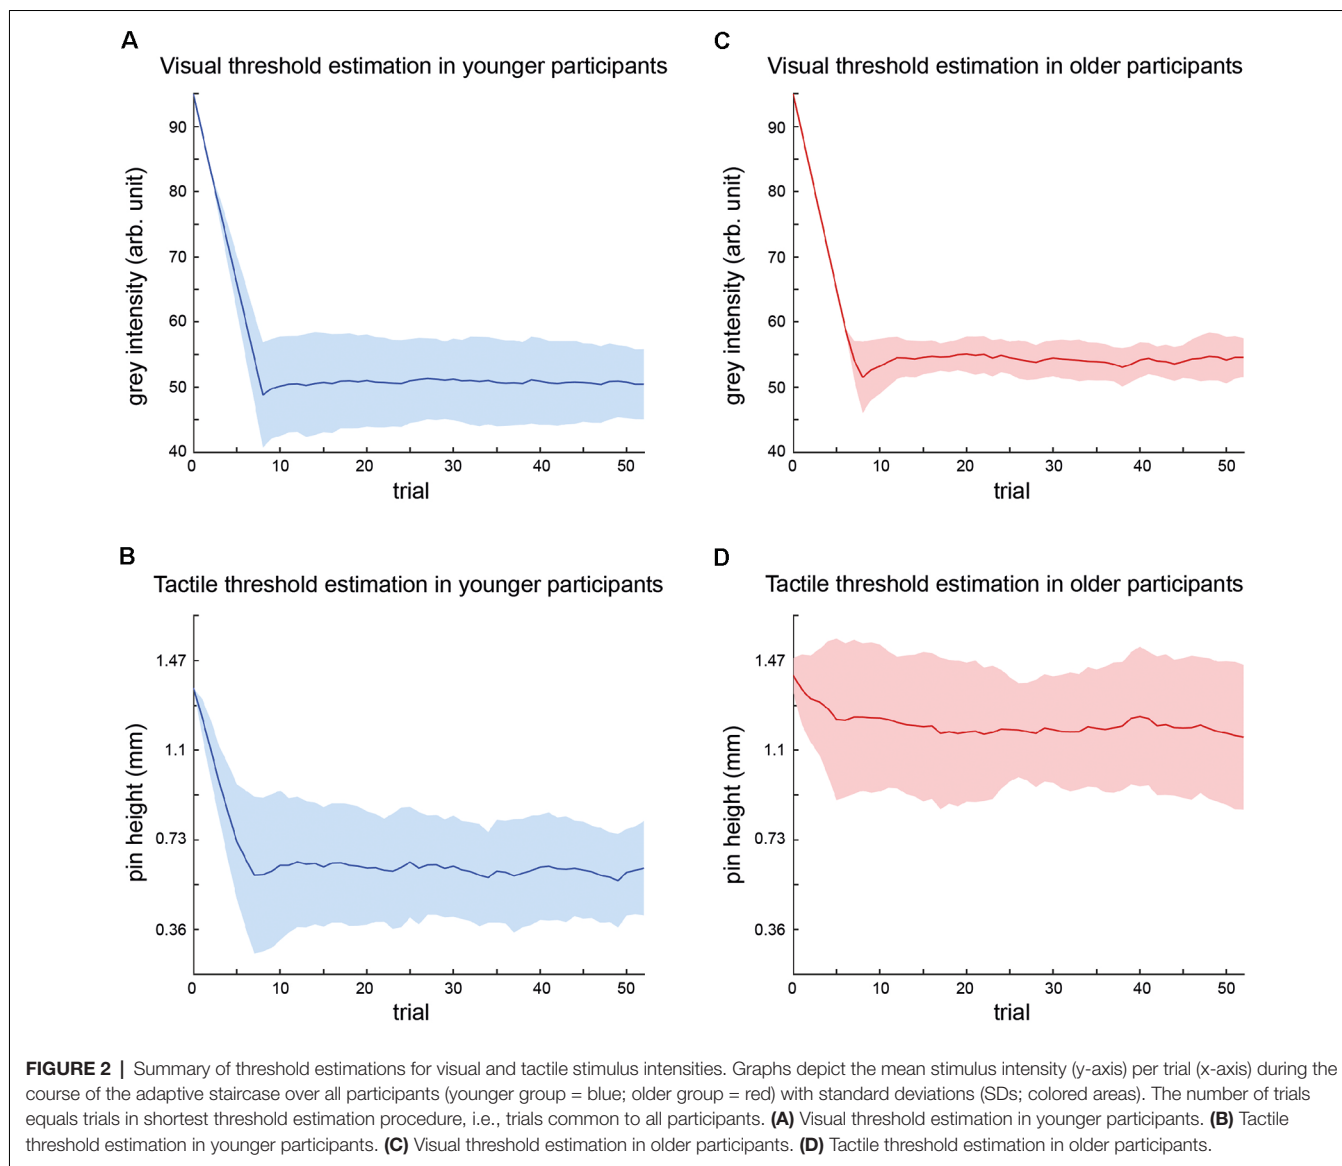 A
Visual threshold estimation in younger participants
90
80
70
60
50
40
grey intensity (arb. unit)
0 10 20 30 40 50
trial
C
Visual threshold estimation in older participants
90
80
70
60
50
40
grey intensity (arb. unit)
0 10 20 30 40 50
trial
B
Tactile threshold estimation in younger participants
1.47
1.1
0.73
0.36
pin height (mm)
0 10 20 30 40 50
trial
D
Tactile threshold estimation in older participants
1.47
1.1
0.73
0.36
pin height (mm)
0 10 20 30 40 50
trial
FIGURE 2 | Summary of threshold estimations for visual and tactile stimulus intensities. Graphs depict the mean stimulus intensity (y-axis) per trial (x-axis) during the
course of the adaptive staircase over all participants (younger group = blue; older group = red) with standard deviations (SDs; colored areas). The number of trials
equals trials in shortest threshold estimation procedure, i.e., trials common to all participants. (A) Visual threshold estimation in younger participants. (B) Tactile
threshold estimation in younger participants. (C) Visual threshold estimation in older participants. (D) Tactile threshold estimation in older participants.